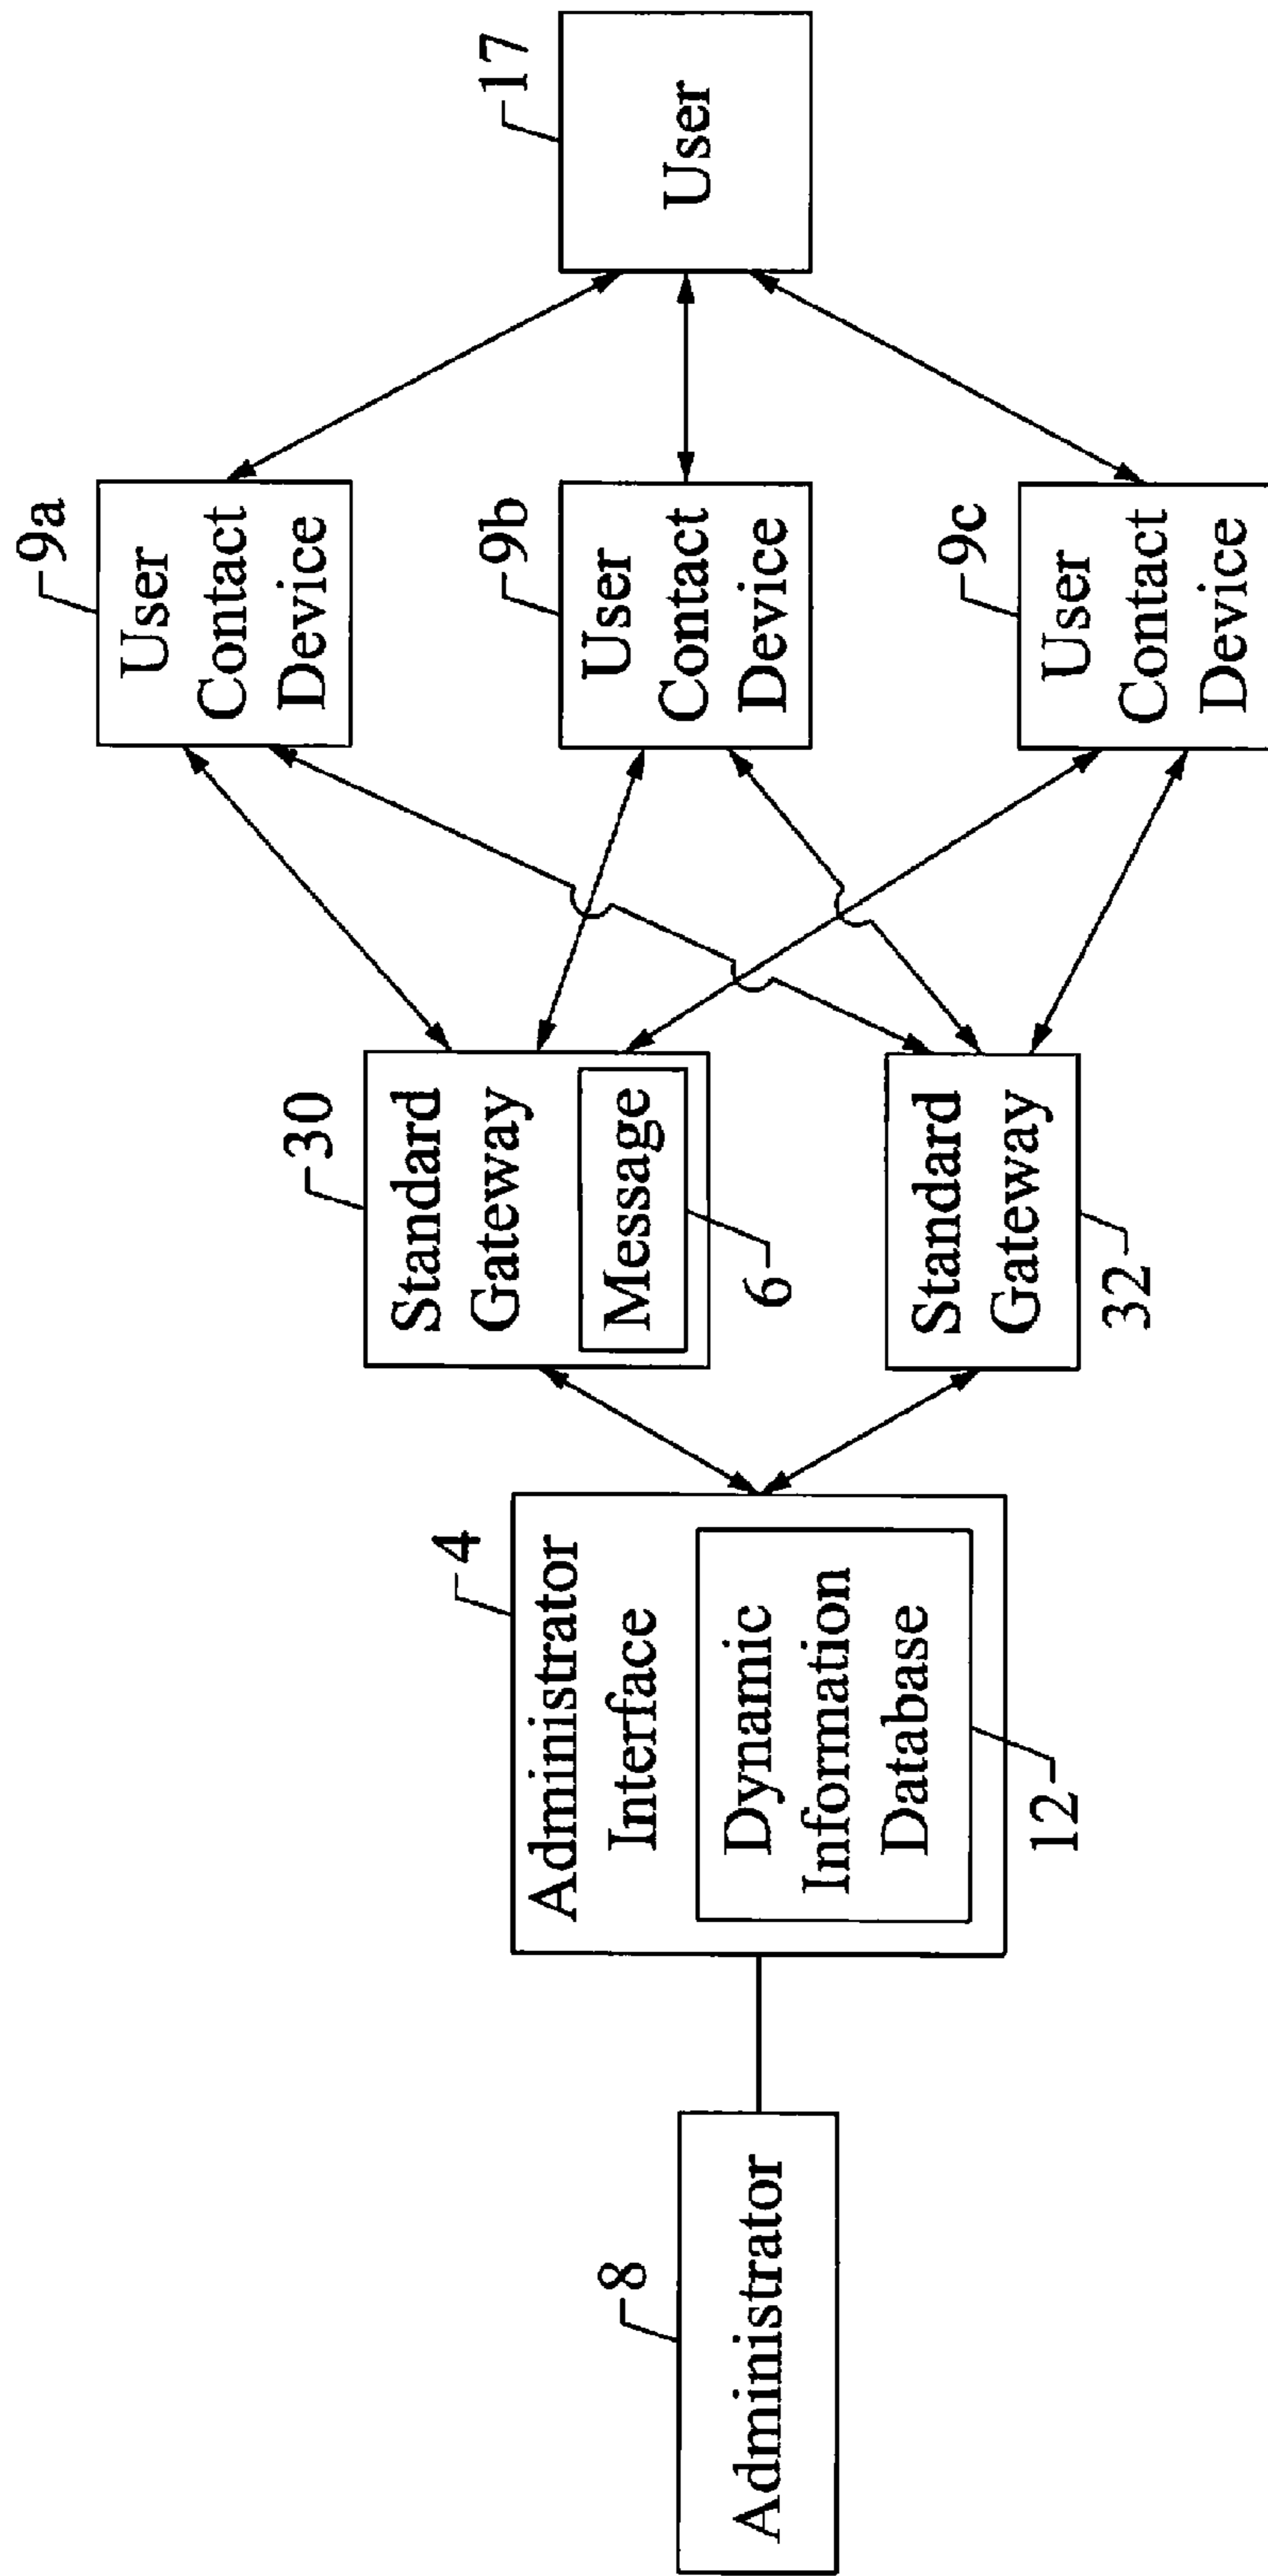 8
Administrator
4
Administrator
Interface
Dynamic
Information
Database
12
30
Standard
Gateway
Message
6
Standard
Gateway
32
9a
User
Contact
Device
9b
User
Contact
Device
9c
User
Contact
Device
17
User